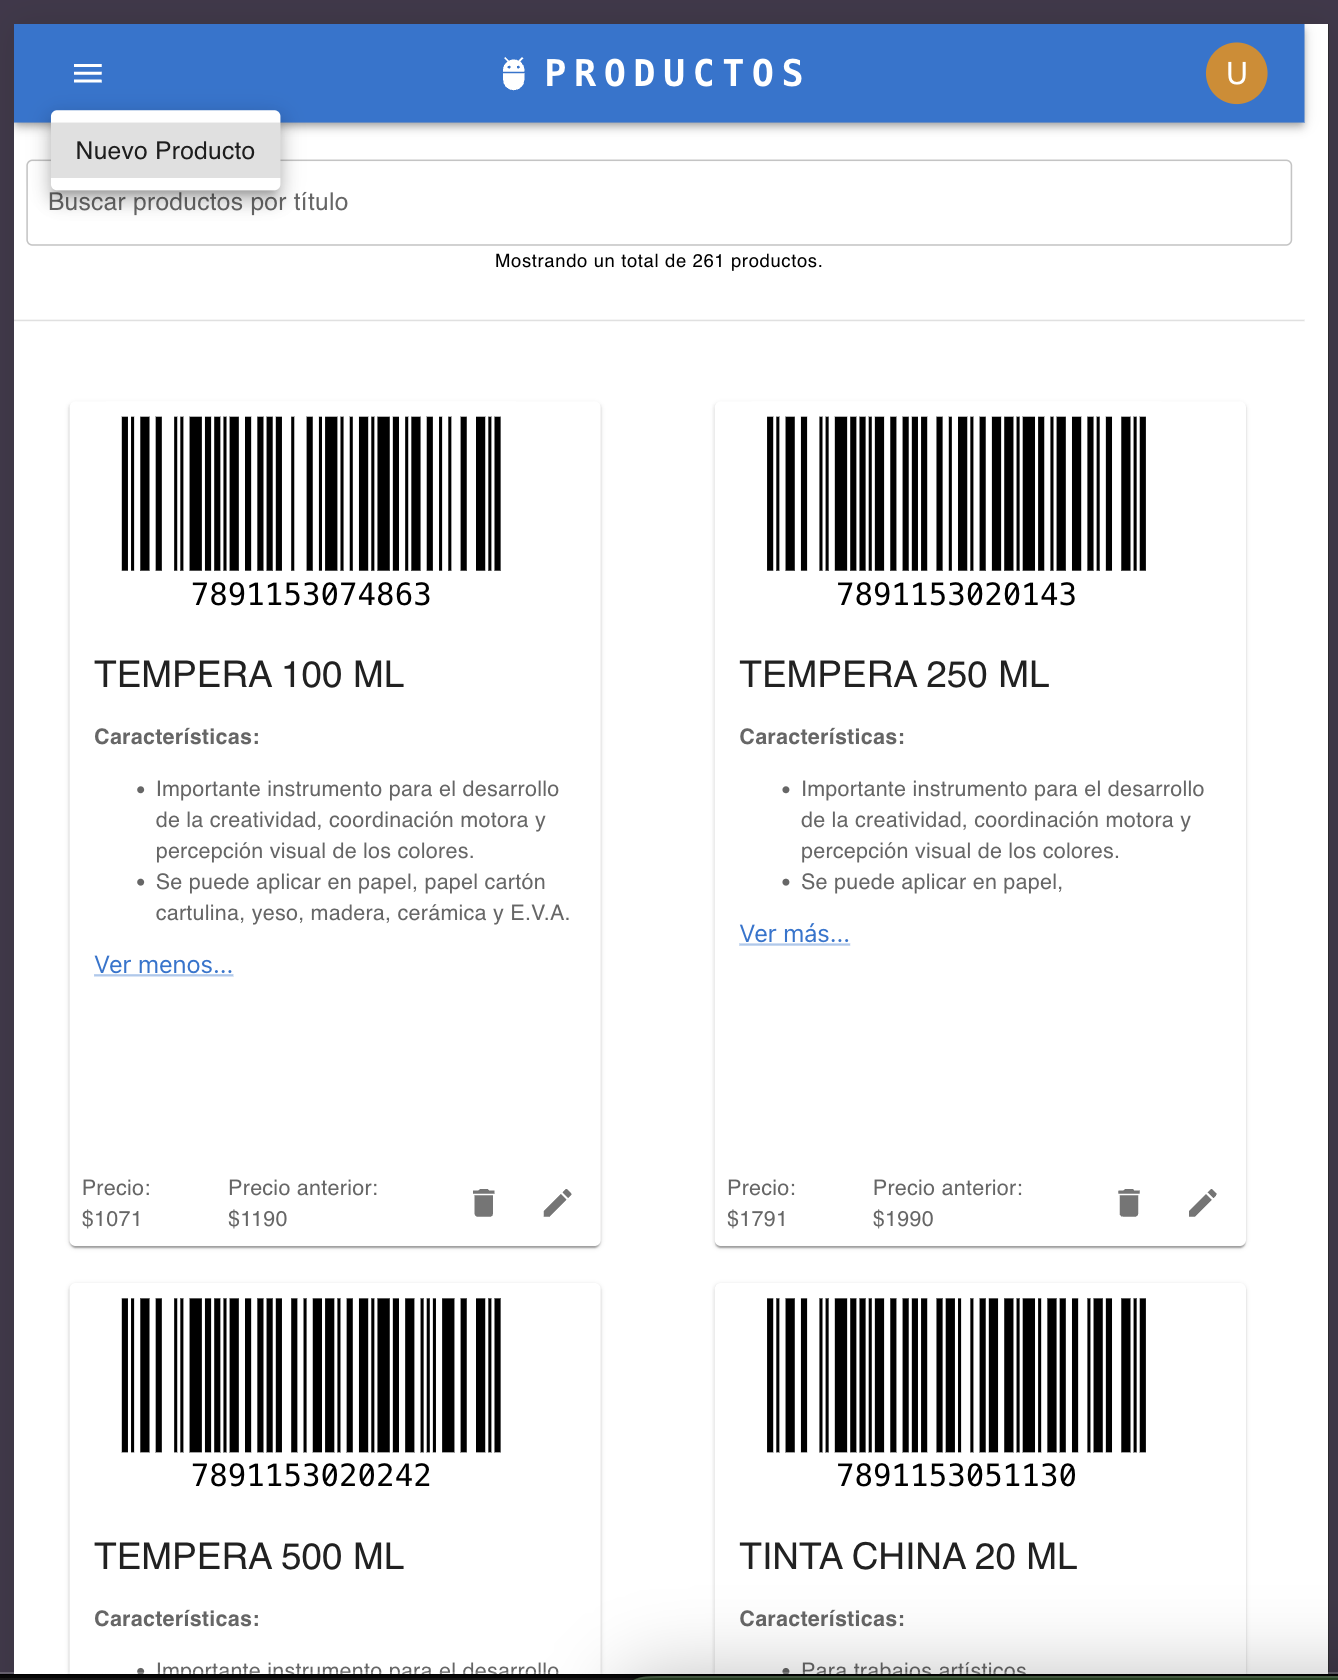 PRODUCTOS
U
Nuevo Producto
Buscar productos por título
Mostrando un total de 261 productos.
7891153074863
TEMPERA 100 ML
Características:
• Importante instrumento para el desarrollo
de la creatividad, coordinación motora y
percepción visual de los colores.
• Se puede aplicar en papel, papel cartón
cartulina, yeso, madera, cerámica y E.V.A.
Ver menos...
Precio:
$1071
Precio anterior:
$1190
7891153020143
TEMPERA 250 ML
Características:
• Importante instrumento para el desarrollo
de la creatividad, coordinación motora y
percepción visual de los colores.
• Se puede aplicar en papel,
Ver más...
Precio:
$1791
Precio anterior:
$1990
7891153020242
TEMPERA 500 ML
Características:
• Importante instrumento para el desarrollo
7891153051130
TINTA CHINA 20 ML
Características:
• Para trabajos artísticos